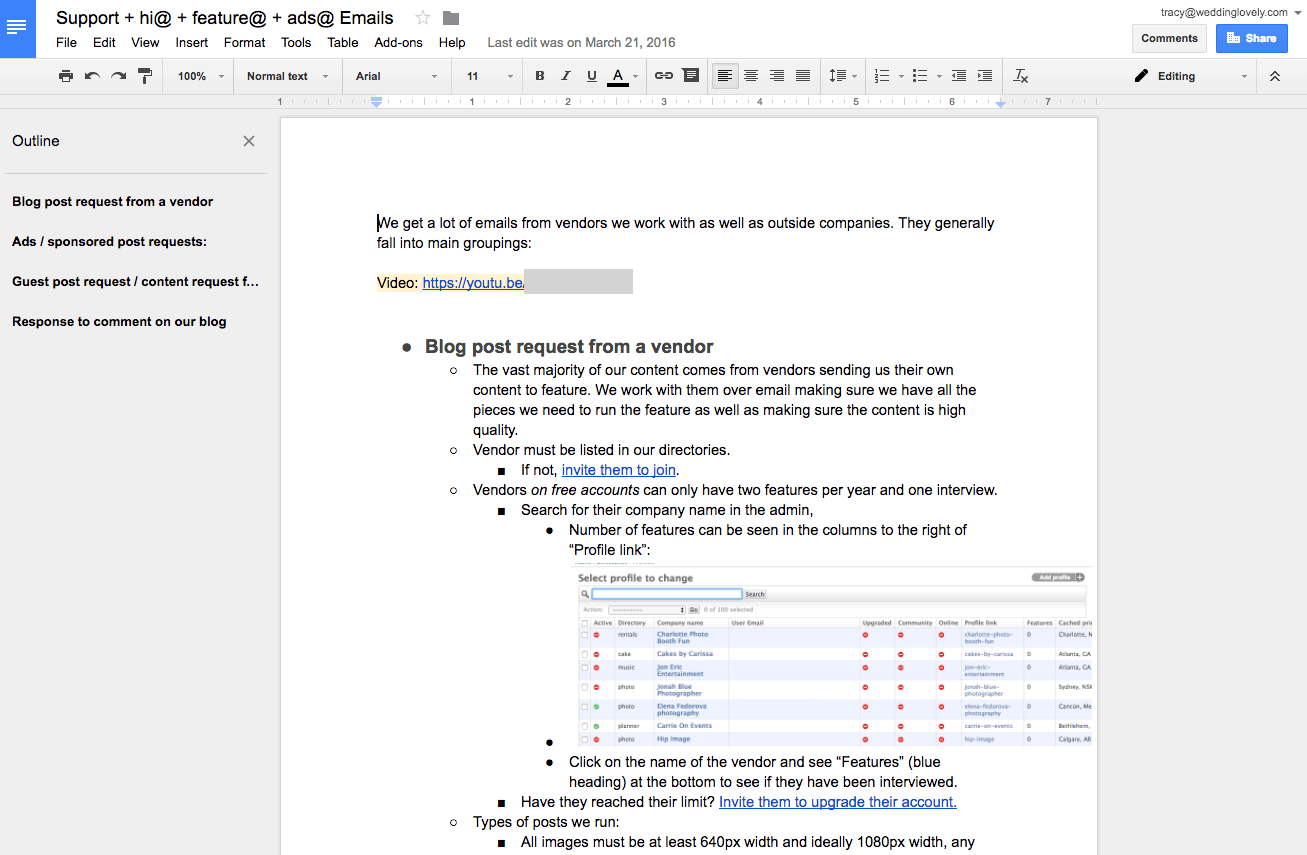 Support + hi@ + feature@ + ads@ Emails
tracy@weddinglovely.com
File Edit View Insert Format Tools Table Add-ons Help Last edit was on March 21, 2016
Comments Share
100% Normal text Arial 11 B I U A Editing
1 1 2 3 4 5 6 7
Outline
Blog post request from a vendor
Ads / sponsored post requests:
Guest post request / content request f...
Response to comment on our blog
We get a lot of emails from vendors we work with as well as outside companies. They generally
fall into main groupings:
Video: https://youtu.be/
● Blog post request from a vendor
○ The vast majority of our content comes from vendors sending us their own
content to feature. We work with them over email making sure we have all the
pieces we need to run the feature as well as making sure the content is high
quality.
○ Vendor must be listed in our directories.
■ If not, invite them to join.
○ Vendors on free accounts can only have two features per year and one interview.
■ Search for their company name in the admin,
● Number of features can be seen in the columns to the right of
“Profile link”:
Select profile to change
Add profile +
Search
Action: --------- Go 0 of 100 selected
Active Directory Company name User Email Upgraded Community Online Profile link Features Cached pri
rentals Charlotte Photo Booth Fun charlotte-photo-booth-fun 0 Charlotte, N
cake Cakes by Carissa cakes-by-carissa 0 Atlanta, GA
music Jon Eric Entertainment jon-eric-entertainment 0 Atlanta, CA
photo Jonah Blue Photographer jonah-blue-photographer 0 Sydney, NSW
photo Elena Fedorova photography elena-fedorova-photography 0 Cancún, Me
planner Carrie On Events carrie-on-events 0 Bethlehem,
photo Hip Image hip-image 0 Calgary, AB
●
● Click on the name of the vendor and see “Features” (blue
heading) at the bottom to see if they have been interviewed.
■ Have they reached their limit? Invite them to upgrade their account.
○ Types of posts we run:
■ All images must be at least 640px width and ideally 1080px width, any